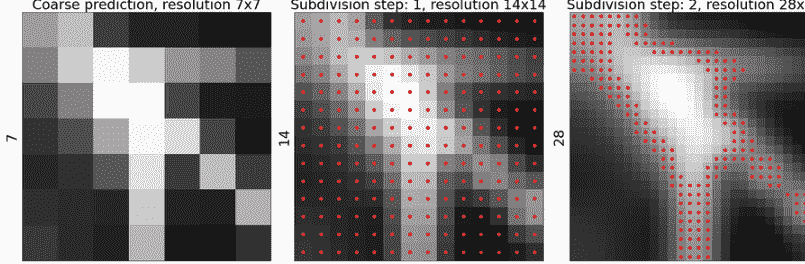 Coarse prediction, resolution 7x7
Subdivision step: 1, resolution 14x14
Subdivision step: 2, resolution 28x
7
14
28